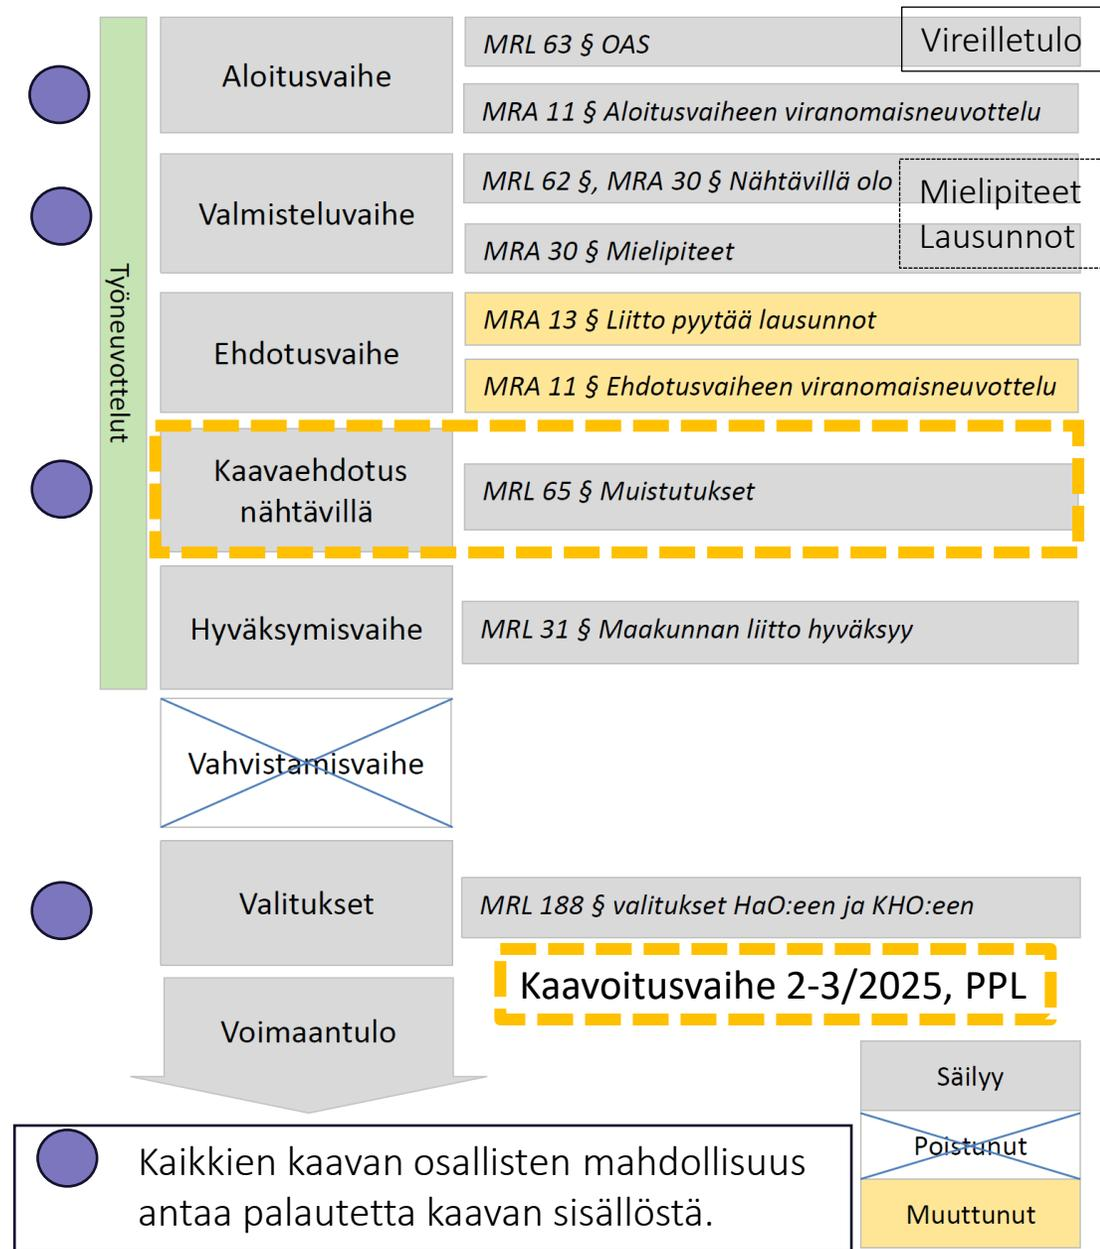 Työneuvottelut
Aloitusvaihe
MRL 63 § OAS
Vireilletulo
MRA 11 § Aloitusvaiheen viranomaisneuvottelu
Valmisteluvaihe
MRL 62 §, MRA 30 § Nähtävillä olo
Mielipiteet
Lausunnot
MRA 30 § Mielipiteet
Ehdotusvaihe
MRA 13 § Liitto pyytää lausunnot
MRA 11 § Ehdotusvaiheen viranomaisneuvottelu
Kaavaehdotus
nähtävillä
MRL 65 § Muistutukset
Hyväksymisvaihe
MRL 31 § Maakunnan liitto hyväksyy
Vahvistamisvaihe
Valitukset
MRL 188 § valitukset HaO:een ja KHO:een
Kaavoitusvaihe 2-3/2025, PPL
Voimaantulo
Säilyy
Poistunut
Muuttunut
Kaikkien kaavan osallisten mahdollisuus
antaa palautetta kaavan sisällöstä.